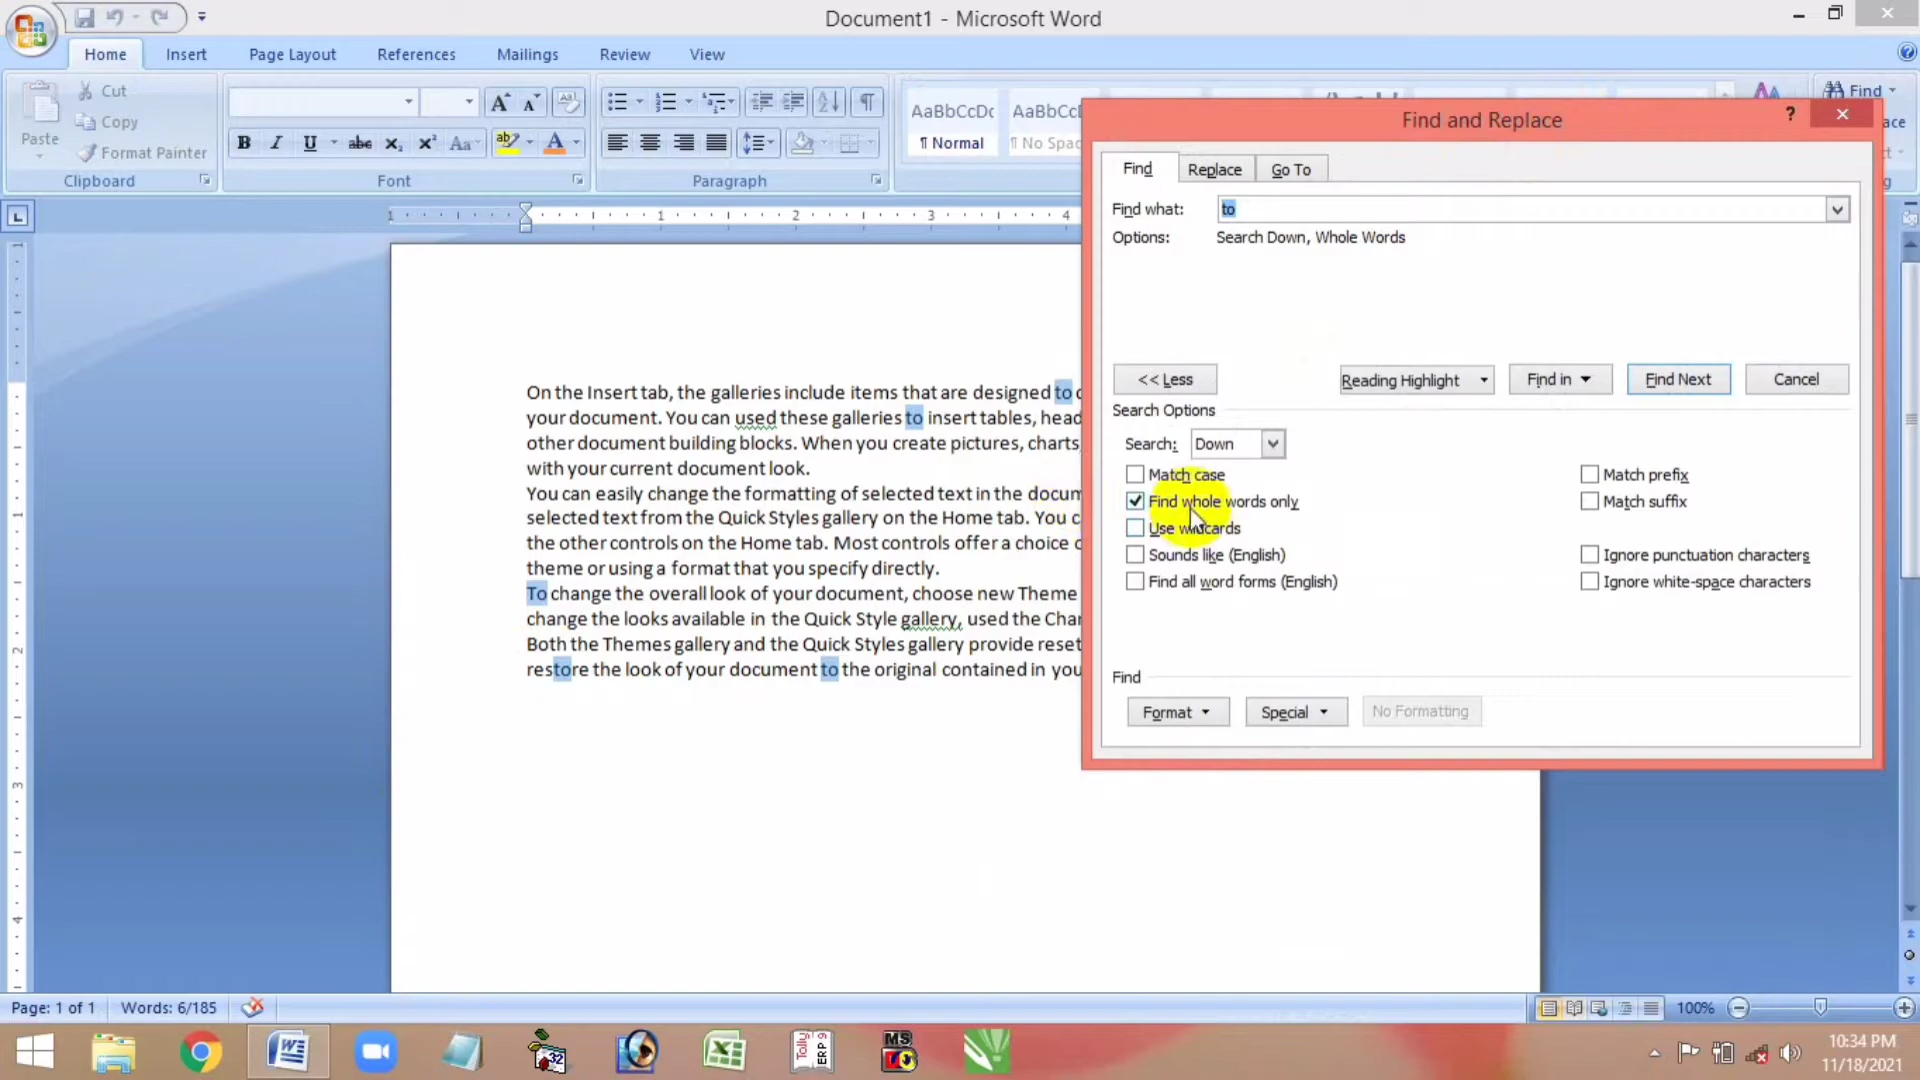 Document1 - Microsoft Word
Home Insert Page Layout References Mailings Review View
Paste
Cut
Copy
Format Painter
Clipboard
Font
Paragraph
AaBbCcDc
¶ Normal
AaBbC
¶ No Spac
Find
Find and Replace
Find Replace Go To
Find what: to
Options: Search Down, Whole Words
<< Less Reading Highlight Find in Find Next Cancel
Search Options
Search: Down
Match case
Find whole words only
Use wildcards
Sounds like (English)
Find all word forms (English)
Match prefix
Match suffix
Ignore punctuation characters
Ignore white-space characters
Find
Format Special No Formatting
On the Insert tab, the galleries include items that are designed to
your document. You can used these galleries to insert tables, head
other document building blocks. When you create pictures, charts,
with your current document look.
You can easily change the formatting of selected text in the docum
selected text from the Quick Styles gallery on the Home tab. You c
the other controls on the Home tab. Most controls offer a choice
theme or using a format that you specify directly.
To change the overall look of your document, choose new Theme
change the looks available in the Quick Style gallery, used the Char
Both the Themes gallery and the Quick Styles gallery provide reset
restore the look of your document to the original contained in you
Page: 1 of 1 Words: 6/185
100%
Tally ERP 9
MS
10:34 PM
11/18/2021